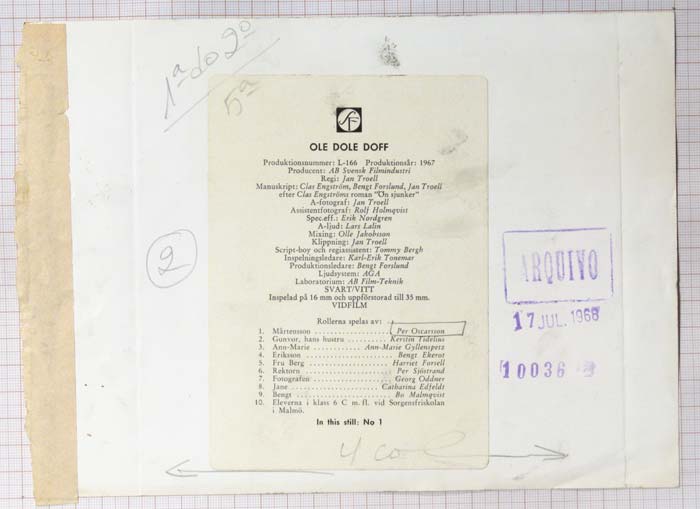 1ª do 2º
5ª
SF
OLE DOLE DOFF
Produktionsnummer: L-166 Produktionsår: 1967
Producent: AB Svensk Filmindustri
Regi: Jan Troell
Manuskript: Clas Engström, Bengt Forslund, Jan Troell
efter Clas Engströms roman "Ön sjunker"
A-fotograf: Jan Troell
Assistentfotograf: Rolf Holmqvist
Spec.eff.: Erik Nordgren
A-ljud: Lars Lalin
Mixing: Olle Jakobsson
Klippning: Jan Troell
Script-boy och regiassistent: Tommy Bergh
Inspelningsledare: Karl-Erik Tonemar
Produktionsledare: Bengt Forslund
Ljudsystem: AGA
Laboratorium: AB Film-Teknik
SVART/VITT
Inspelad på 16 mm och uppförstorad till 35 mm.
VIDFILM
Rollerna spelas av:
1. Mårtensson .................... Per Oscarsson
2. Gunvor, hans hustru ........... Kerstin Tidelius
3. Ann-Marie ............ Ann-Marie Gyllenspetz
4. Eriksson ...................... Bengt Ekerot
5. Fru Berg .................... Harriet Forsell
6. Rektorn ...................... Per Sjöstrand
7. Fotografen .................. Georg Oddner
8. Jane ..................... Catharina Edfeldt
9. Bengt ...................... Bo Malmqvist
10. Eleverna i klass 6 C m. fl. vid Sorgenfriskolan
i Malmö.
In this still: No 1
2
ARQUIVO
17 JUL. 1968
10036
4 col